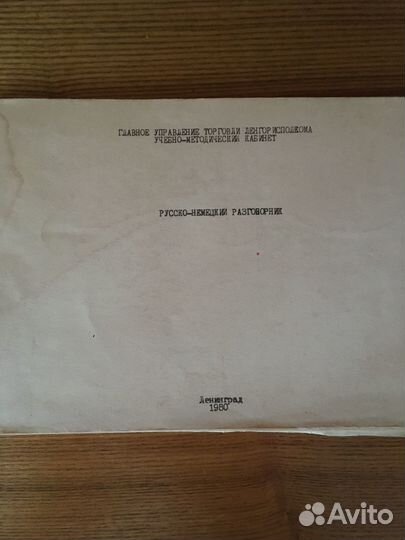 ГЛАВНОЕ УПРАВЛЕНИЕ ТОРГОВЛИ ЛЕНГОРИСПОЛКОМА
УЧЕБНО-МЕТОДИЧЕСКИЙ КАБИНЕТ
РУССКО-НЕМЕЦКИЙ РАЗГОВОРНИК
Ленинград
1980
Avito